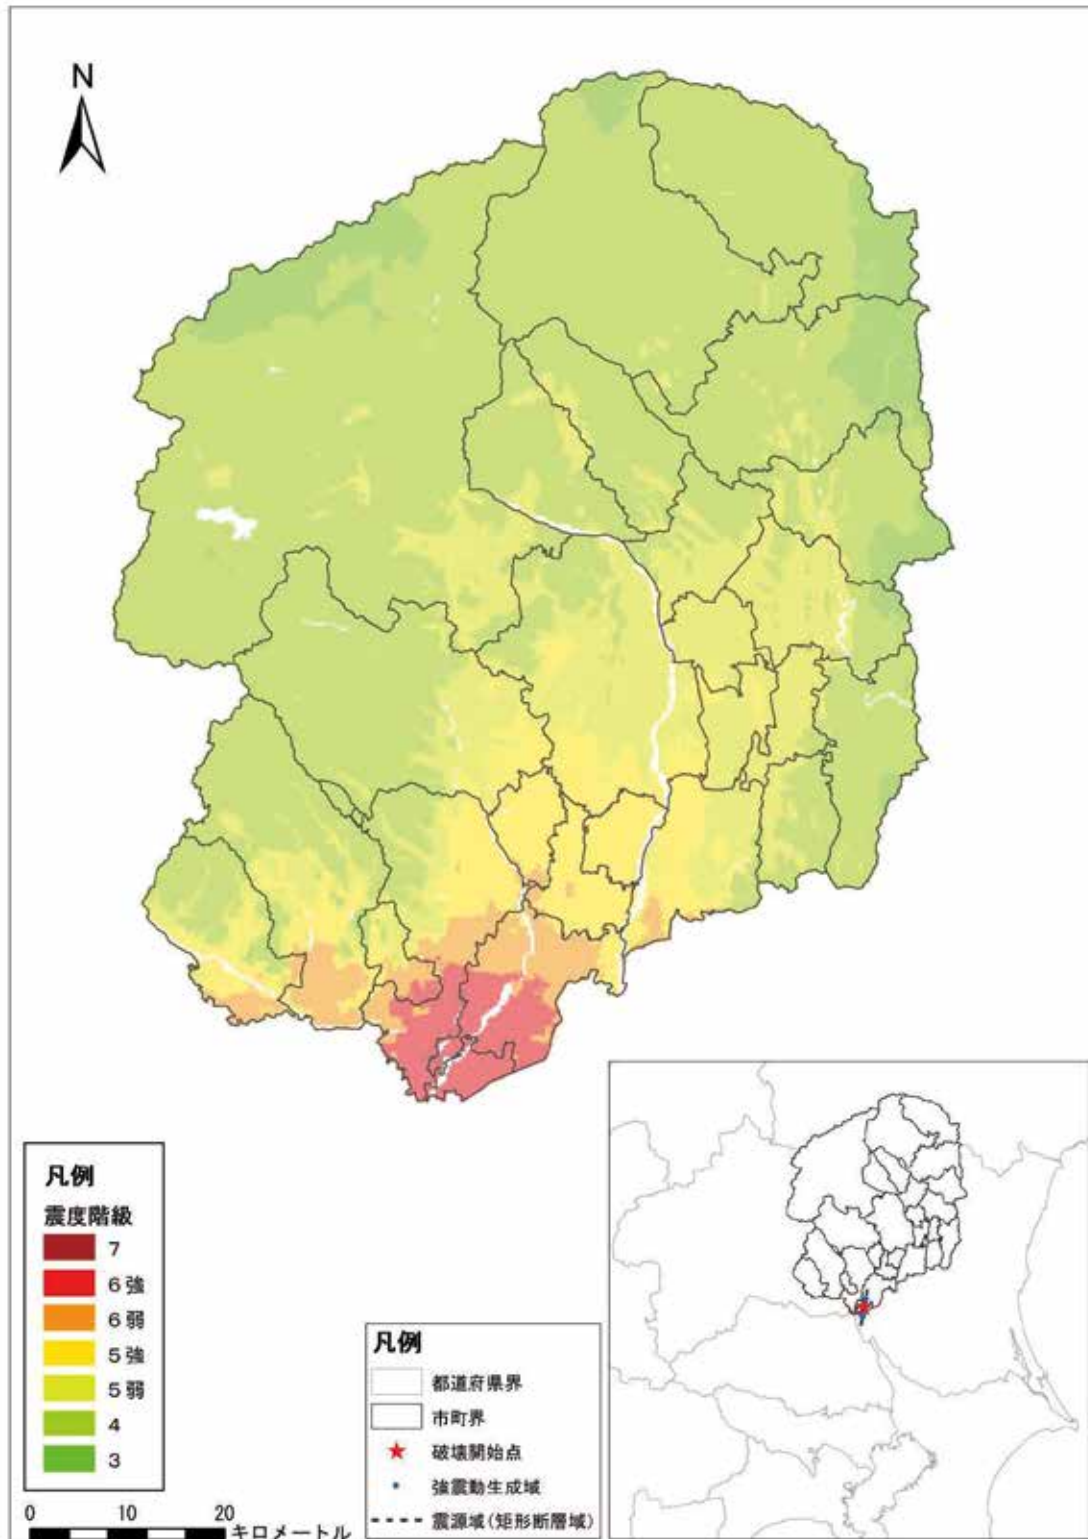 N
凡例
震度階級
7
6強
6弱
5強
5弱
4
3
0 10 20
キロメートル
凡例
都道府県界
市町界
破壊開始点
強震動生成域
震源域(矩形断層域)